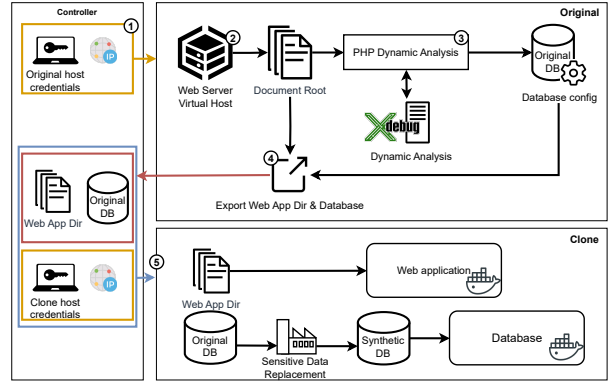 Controller
1
IP
Original host
credentials
Original
DB
Web App Dir
IP
Clone host
credentials
Original
2
Web Server
Virtual Host
Document Root
PHP Dynamic Analysis
3
Original
DB
Database config
X
debug
Dynamic Analysis
4
Export Web App Dir & Database
5
Clone
Web App Dir
Web application
Original
DB
Sensitive Data
Replacement
Synthetic
DB
Database